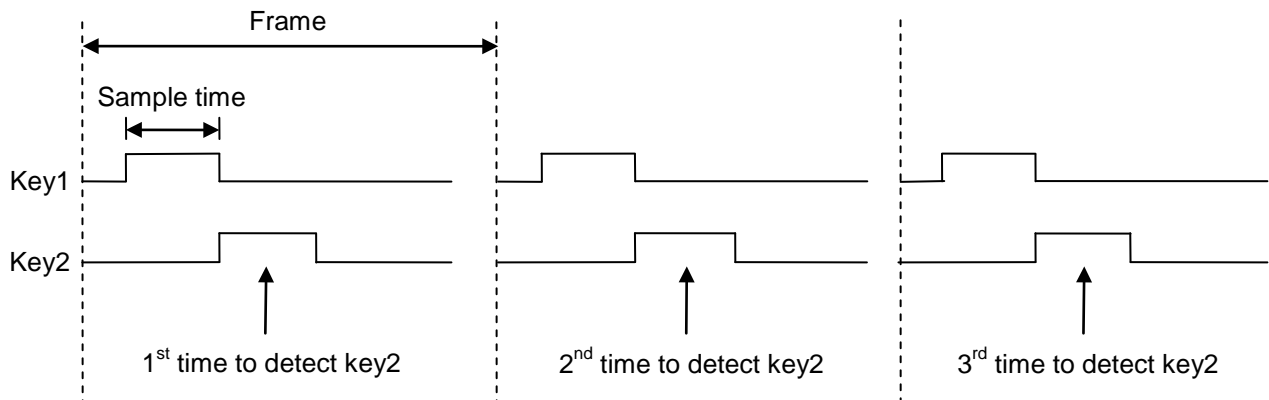 Frame
Sample time
Key1
Key2
1st time to detect key2
2nd time to detect key2
3rd time to detect key2